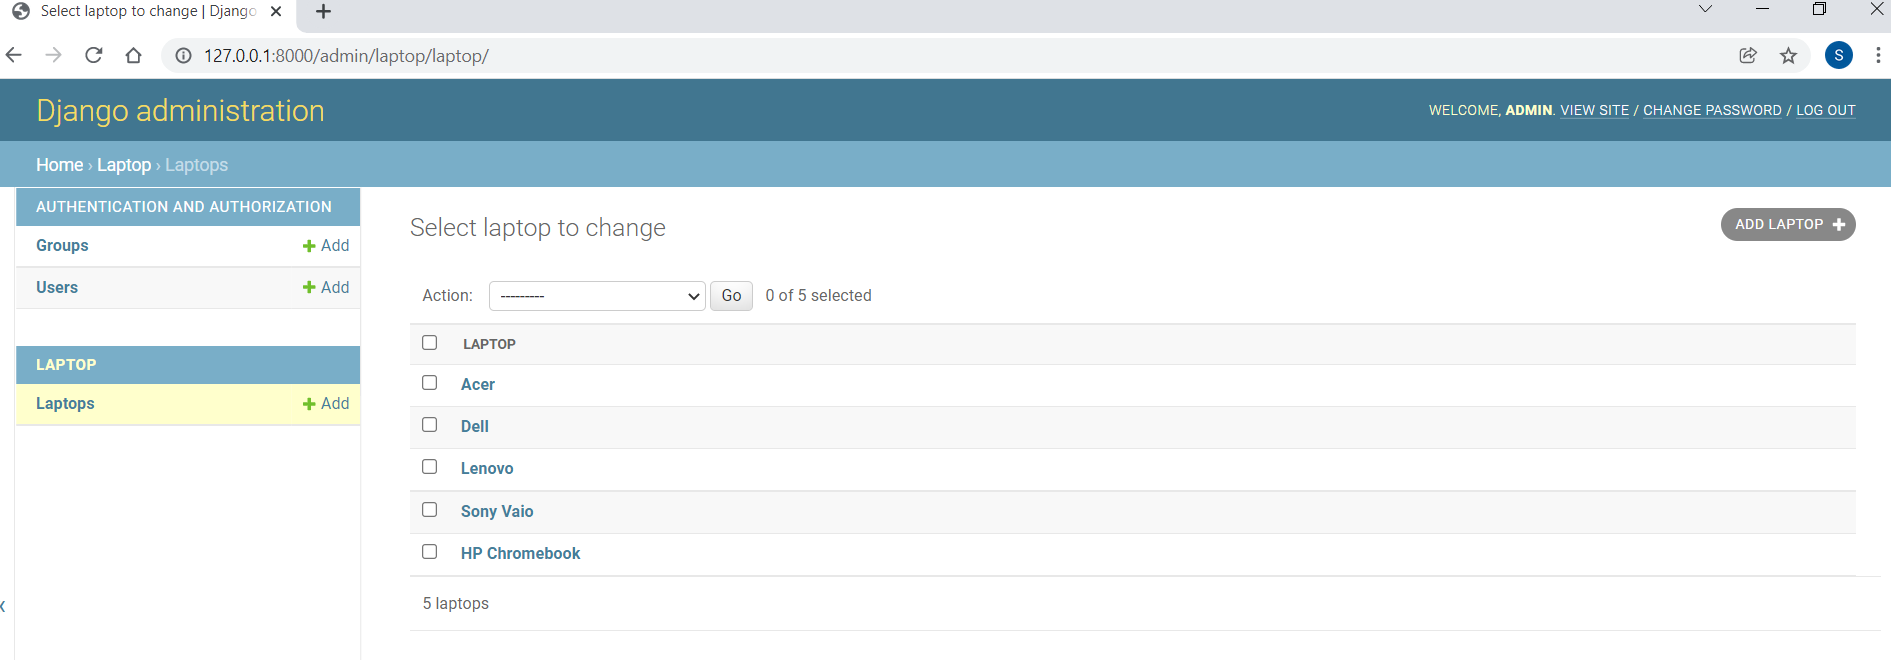 Select laptop to change | Django
127.0.0.1:8000/admin/laptop/laptop/
S
Django administration
WELCOME, ADMIN. VIEW SITE / CHANGE PASSWORD / LOG OUT
Home › Laptop › Laptops
AUTHENTICATION AND AUTHORIZATION
Groups + Add
Users + Add
LAPTOP
Laptops + Add
Select laptop to change
ADD LAPTOP +
Action: --------- Go 0 of 5 selected
LAPTOP
Acer
Dell
Lenovo
Sony Vaio
HP Chromebook
5 laptops